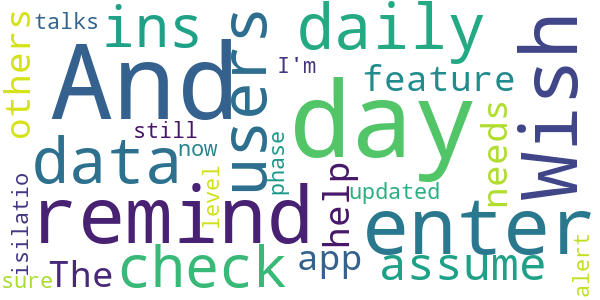 talks
ins
daily
others
And
users
I'm
feature
Wish
day
still
data
now
phase
needs
isilatio
level
remind
help
updated
enter
sure
The
check
app
assume
alert